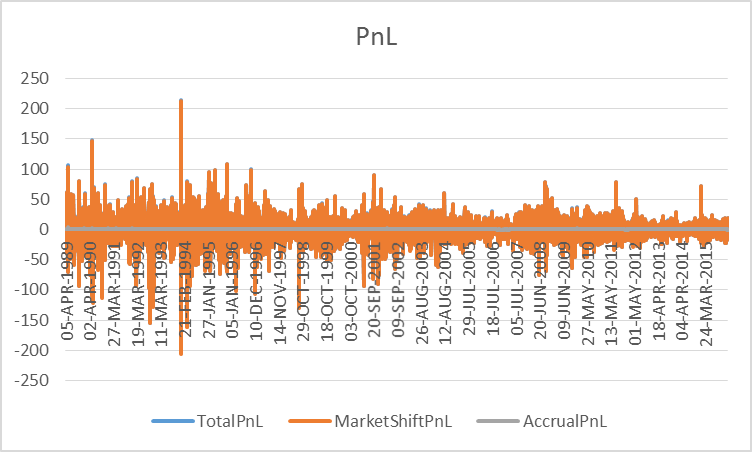 PnL
250
200
150
100
50
0
-50
-100
-150
-200
-250
05-APR-1989
02-APR-1990
27-MAR-1991
19-MAR-1992
11-MAR-1993
21-FEB-1994
27-JAN-1995
05-JAN-1996
10-DEC-1996
14-NOV-1997
29-OCT-1998
18-OCT-1999
03-OCT-2000
20-SEP-2001
09-SEP-2002
26-AUG-2003
12-AUG-2004
29-JUL-2005
18-JUL-2006
05-JUL-2007
20-JUN-2008
09-JUN-2009
27-MAY-2010
13-MAY-2011
01-MAY-2012
18-APR-2013
04-APR-2014
24-MAR-2015
TotalPnL MarketShiftPnL AccrualPnL